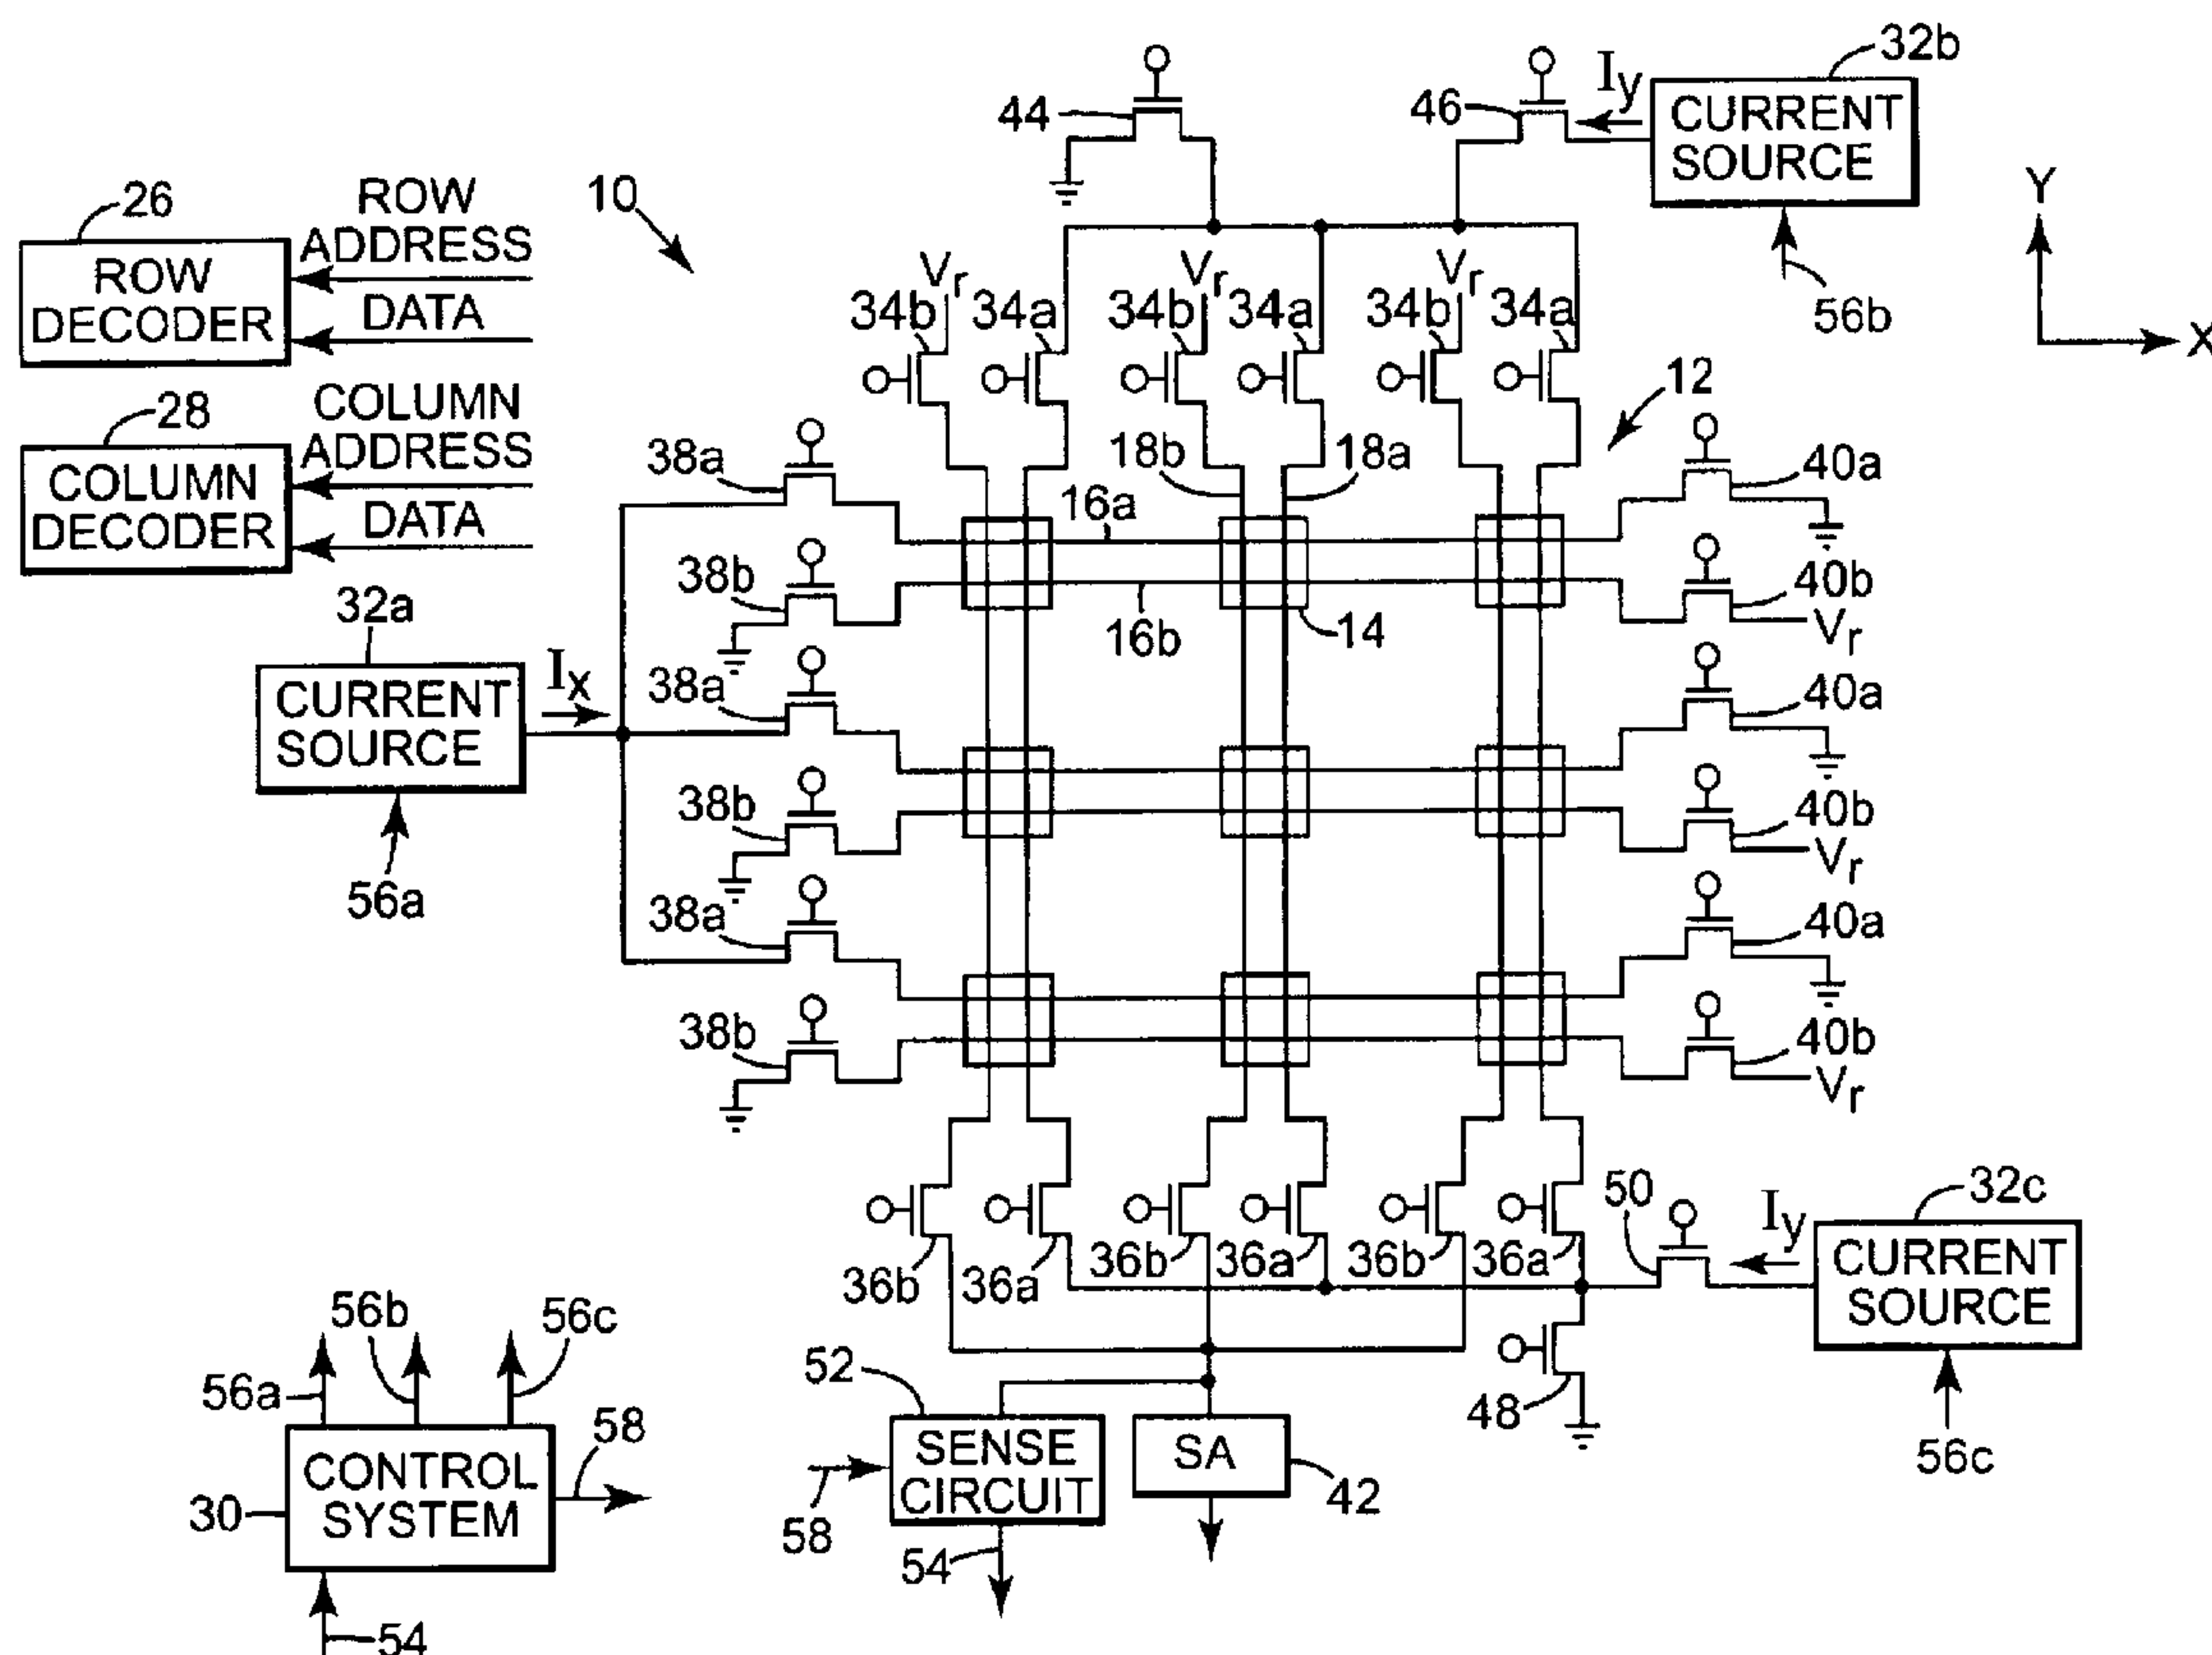 32b
44
46
Iy
CURRENT
SOURCE
56b
Y
X
26
ROW
ADDRESS
ROW
DECODER
DATA
10
28
COLUMN
ADDRESS
COLUMN
DECODER
DATA
Vr
Vr
Vr
34b
34a
34b
34a
34b
34a
12
18b
18a
38a
16a
40a
38b
16b
14
40b
Vr
32a
CURRENT
SOURCE
Ix
56a
38a
40a
38b
40b
Vr
38a
40a
38b
40b
Vr
36b
36a
36b
36a
36b
36a
50
Iy
32c
CURRENT
SOURCE
56c
48
56b
56c
56a
58
CONTROL
SYSTEM
30
54
52
SENSE
CIRCUIT
58
54
SA
42